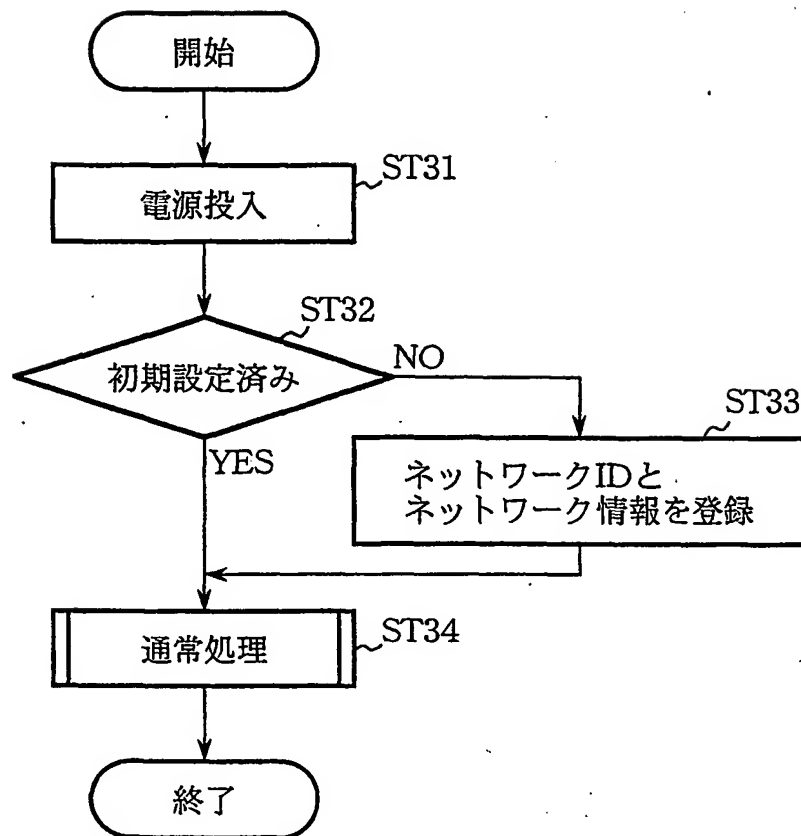 開始
ST31
電源投入
ST32
初期設定済み
NO
YES
ST33
ネットワークIDと
ネットワーク情報を登録
ST34
通常処理
終了